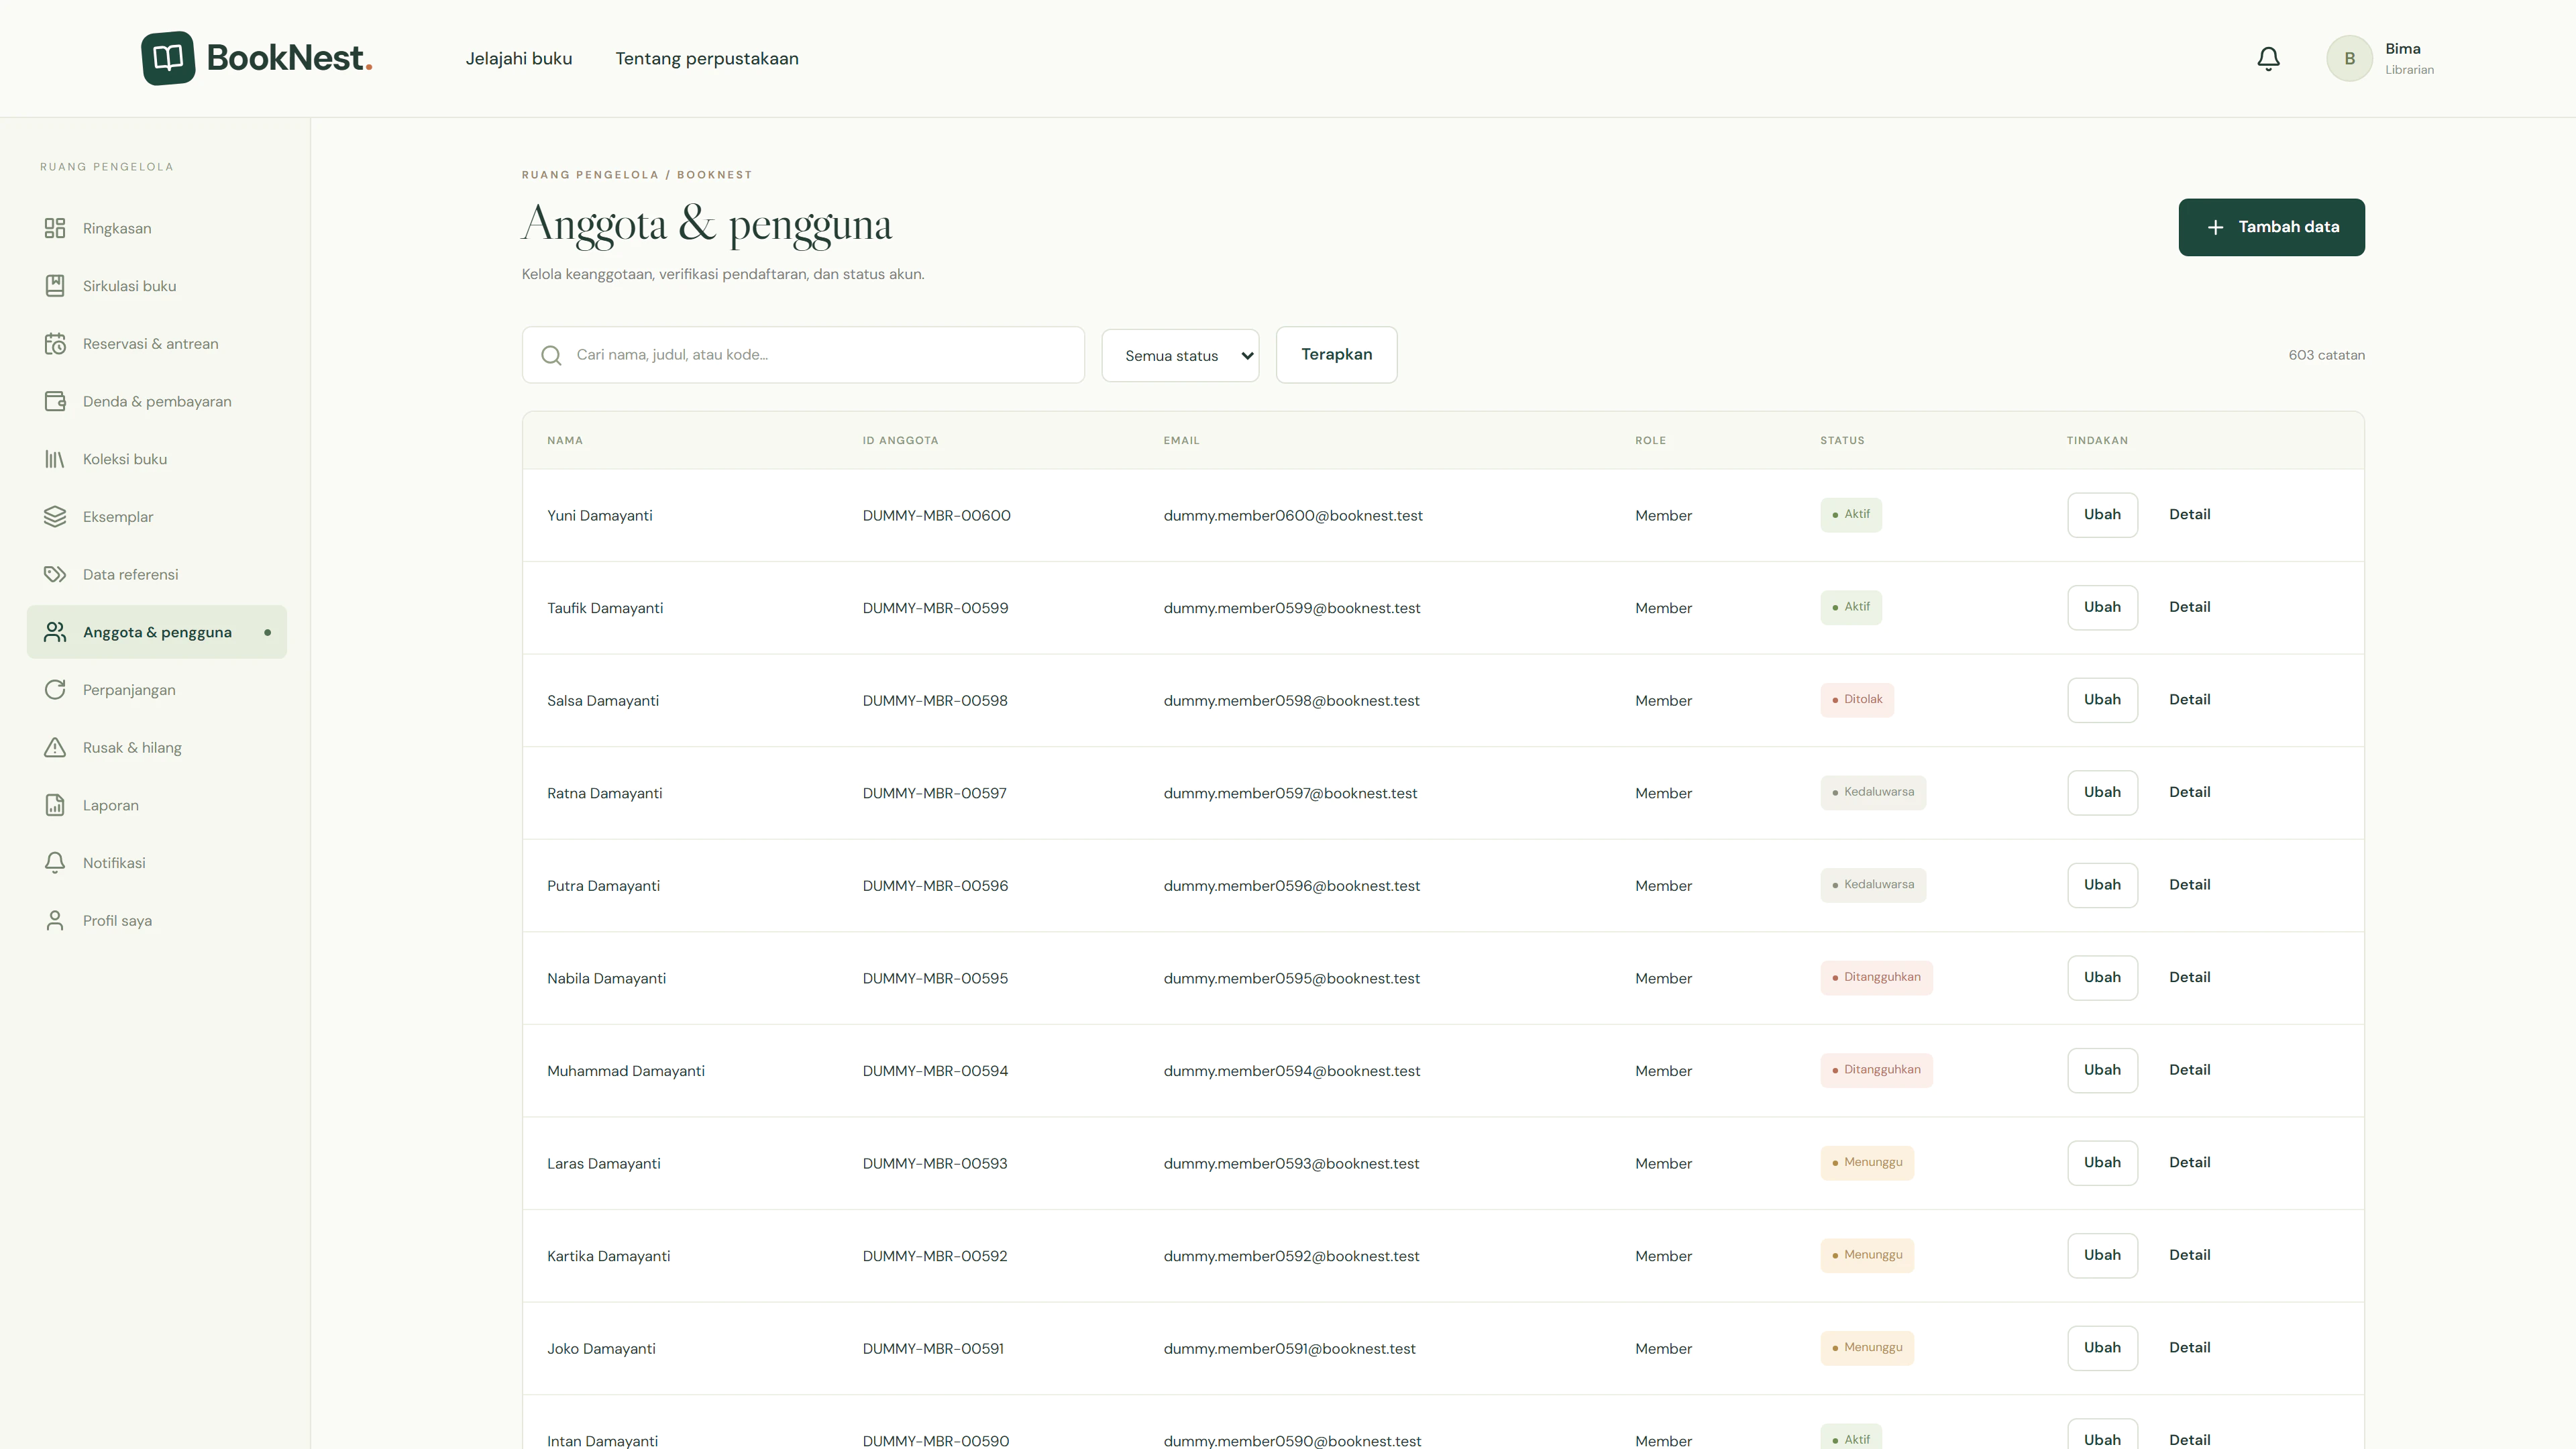 BookNest.
Jelajahi buku
Tentang perpustakaan
B
Bima
Librarian
RUANG PENGELOLA
Ringkasan
Sirkulasi buku
Reservasi & antrean
Denda & pembayaran
Koleksi buku
Eksemplar
Data referensi
Anggota & pengguna
Perpanjangan
Rusak & hilang
Laporan
Notifikasi
Profil saya
RUANG PENGELOLA / BOOKNEST
Anggota & pengguna
Kelola keanggotaan, verifikasi pendaftaran, dan status akun.
Tambah data
Cari nama, judul, atau kode...
Semua status
Terapkan
603 catatan
NAMA ID ANGGOTA EMAIL ROLE STATUS TINDAKAN
Yuni Damayanti DUMMY-MBR-00600 dummy.member0600@booknest.test Member Aktif Ubah Detail
Taufik Damayanti DUMMY-MBR-00599 dummy.member0599@booknest.test Member Aktif Ubah Detail
Salsa Damayanti DUMMY-MBR-00598 dummy.member0598@booknest.test Member Ditolak Ubah Detail
Ratna Damayanti DUMMY-MBR-00597 dummy.member0597@booknest.test Member Kedaluwarsa Ubah Detail
Putra Damayanti DUMMY-MBR-00596 dummy.member0596@booknest.test Member Kedaluwarsa Ubah Detail
Nabila Damayanti DUMMY-MBR-00595 dummy.member0595@booknest.test Member Ditangguhkan Ubah Detail
Muhammad Damayanti DUMMY-MBR-00594 dummy.member0594@booknest.test Member Ditangguhkan Ubah Detail
Laras Damayanti DUMMY-MBR-00593 dummy.member0593@booknest.test Member Menunggu Ubah Detail
Kartika Damayanti DUMMY-MBR-00592 dummy.member0592@booknest.test Member Menunggu Ubah Detail
Joko Damayanti DUMMY-MBR-00591 dummy.member0591@booknest.test Member Menunggu Ubah Detail
Intan Damayanti DUMMY-MBR-00590 dummy.member0590@booknest.test Member Aktif Ubah Detail